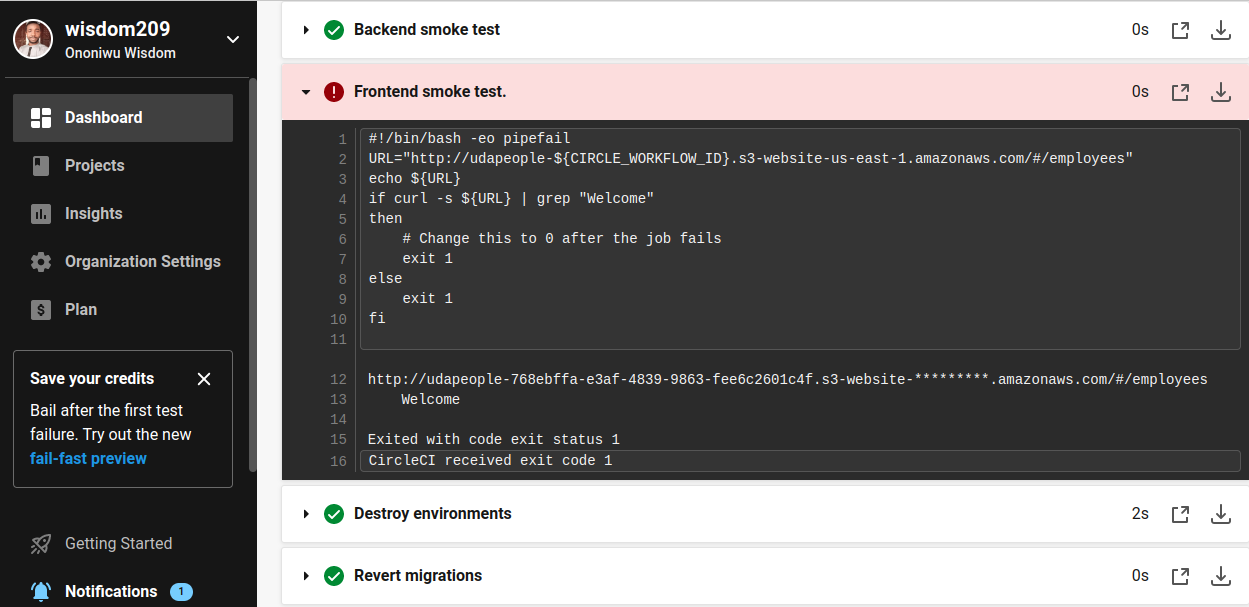 wisdom209
Ononiwu Wisdom
Dashboard
Projects
Insights
Organization Settings
Plan
Save your credits
Bail after the first test
failure. Try out the new
fail-fast preview
Getting Started
Notifications 1
Backend smoke test 0s
Frontend smoke test. 0s
1 #!/bin/bash -eo pipefail
2 URL="http://udapeople-${CIRCLE_WORKFLOW_ID}.s3-website-us-east-1.amazonaws.com/#/employees"
3 echo ${URL}
4 if curl -s ${URL} | grep "Welcome"
5 then
6     # Change this to 0 after the job fails
7     exit 1
8 else
9     exit 1
10 fi
11
12 http://udapeople-768ebffa-e3af-4839-9863-fee6c2601c4f.s3-website-*********.amazonaws.com/#/employees
13     Welcome
14
15 Exited with code exit status 1
16 CircleCI received exit code 1
Destroy environments 2s
Revert migrations 0s